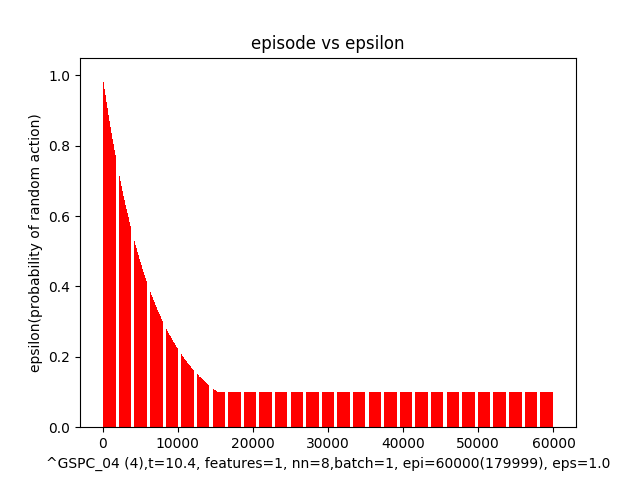 episode vs epsilon
epsilon(probability of random action)
1.0
0.8
0.6
0.4
0.2
0.0
0 10000 20000 30000 40000 50000 60000
^GSPC_04 (4),t=10.4, features=1, nn=8,batch=1, epi=60000(179999), eps=1.0